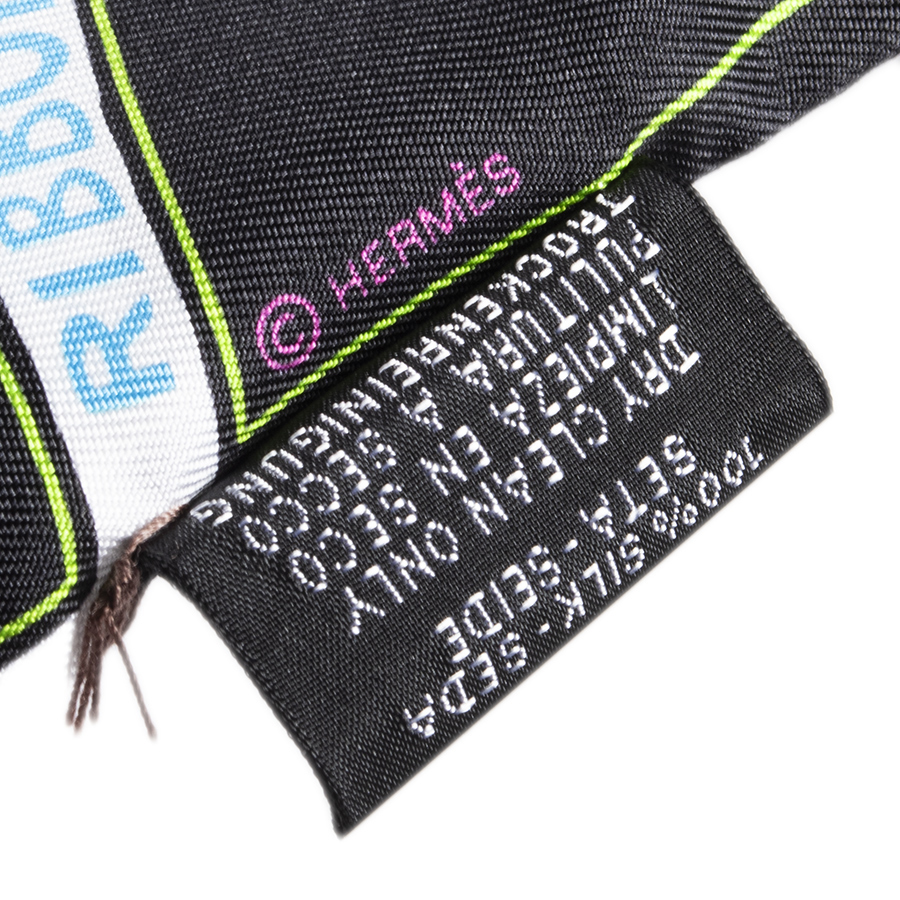 RIBBO
© HERMÈS
100% SILK - SEDA
SETA - SEIDE
DRY CLEAN ONLY
LIMPIEZA EN SECO
PULITURA A SECCO
TROCKENREINIGUNG